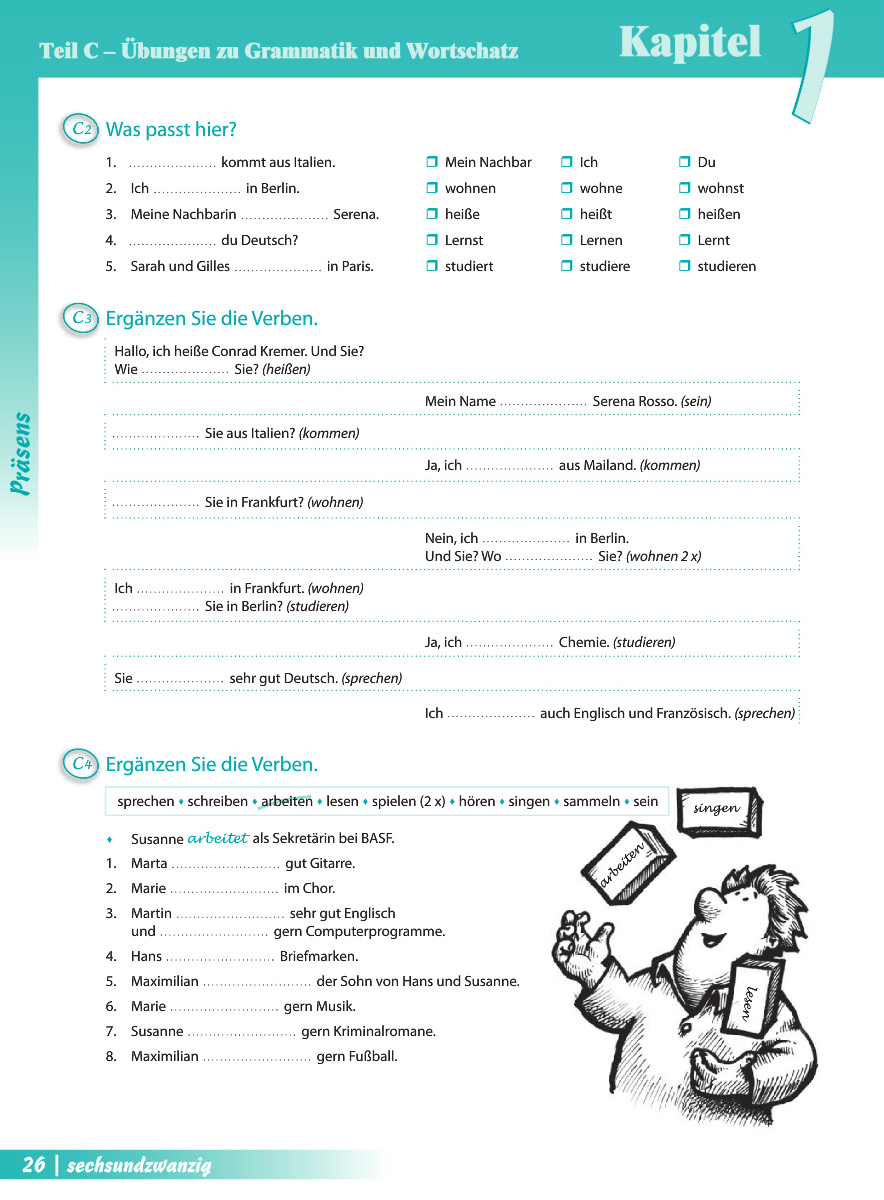 Teil C – Übungen zu Grammatik und Wortschatz
Kapitel 1
C2 Was passt hier?
1. ..................... kommt aus Italien. ❒ Mein Nachbar ❒ Ich ❒ Du
2. Ich ..................... in Berlin. ❒ wohnen ❒ wohne ❒ wohnst
3. Meine Nachbarin ..................... Serena. ❒ heiße ❒ heißt ❒ heißen
4. ..................... du Deutsch? ❒ Lernst ❒ Lernen ❒ Lernt
5. Sarah und Gilles ..................... in Paris. ❒ studiert ❒ studiere ❒ studieren
C3 Ergänzen Sie die Verben.
Hallo, ich heiße Conrad Kremer. Und Sie?
Wie ..................... Sie? (heißen)
Mein Name ..................... Serena Rosso. (sein)
..................... Sie aus Italien? (kommen)
Ja, ich ..................... aus Mailand. (kommen)
..................... Sie in Frankfurt? (wohnen)
Nein, ich ..................... in Berlin.
Und Sie? Wo ..................... Sie? (wohnen 2 x)
Ich ..................... in Frankfurt. (wohnen)
..................... Sie in Berlin? (studieren)
Ja, ich ..................... Chemie. (studieren)
Sie ..................... sehr gut Deutsch. (sprechen)
Ich ..................... auch Englisch und Französisch. (sprechen)
Präsens
C4 Ergänzen Sie die Verben.
sprechen ♦ schreiben ♦ arbeiten ♦ lesen ♦ spielen (2 x) ♦ hören ♦ singen ♦ sammeln ♦ sein
♦ Susanne arbeitet als Sekretärin bei BASF.
1. Marta .......................... gut Gitarre.
2. Marie .......................... im Chor.
3. Martin .......................... sehr gut Englisch
und .......................... gern Computerprogramme.
4. Hans .......................... Briefmarken.
5. Maximilian .......................... der Sohn von Hans und Susanne.
6. Marie .......................... gern Musik.
7. Susanne .......................... gern Kriminalromane.
8. Maximilian .......................... gern Fußball.
singen
arbeiten
lesen
26 | sechsundzwanzig